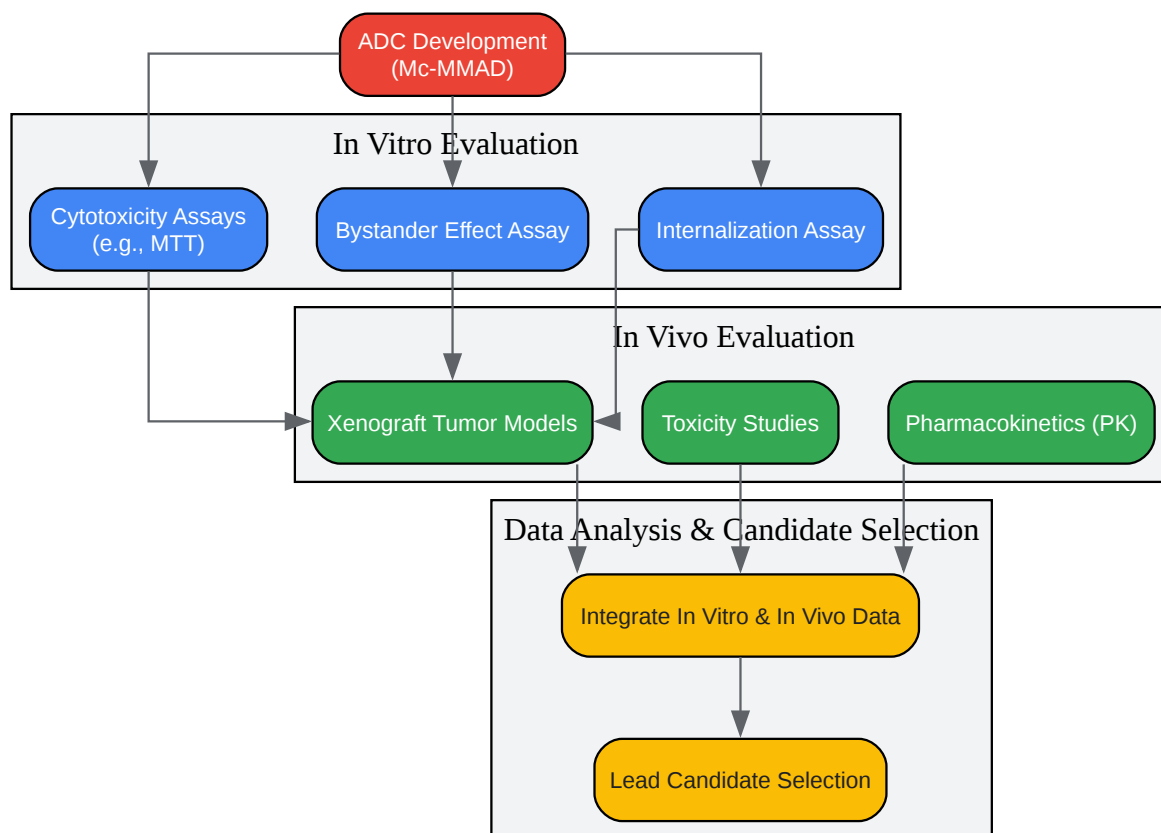 ADC Development
(Mc-MMAD)
In Vitro Evaluation
Cytotoxicity Assays
(e.g., MTT)
Bystander Effect Assay
Internalization Assay
In Vivo Evaluation
Xenograft Tumor Models
Toxicity Studies
Pharmacokinetics (PK)
Data Analysis & Candidate Selection
Integrate In Vitro & In Vivo Data
Lead Candidate Selection